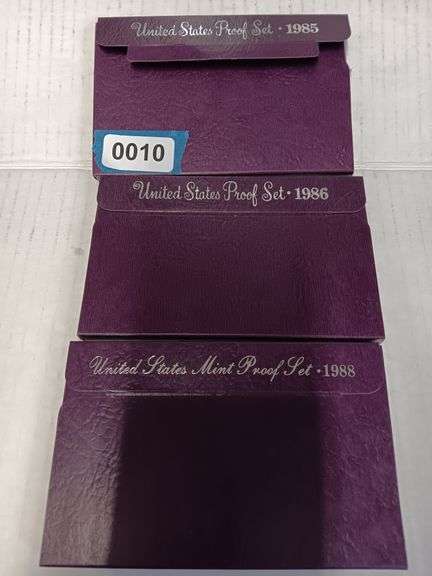 United States Proof Set · 1985
0010
United States Proof Set · 1986
United States Mint Proof Set · 1988